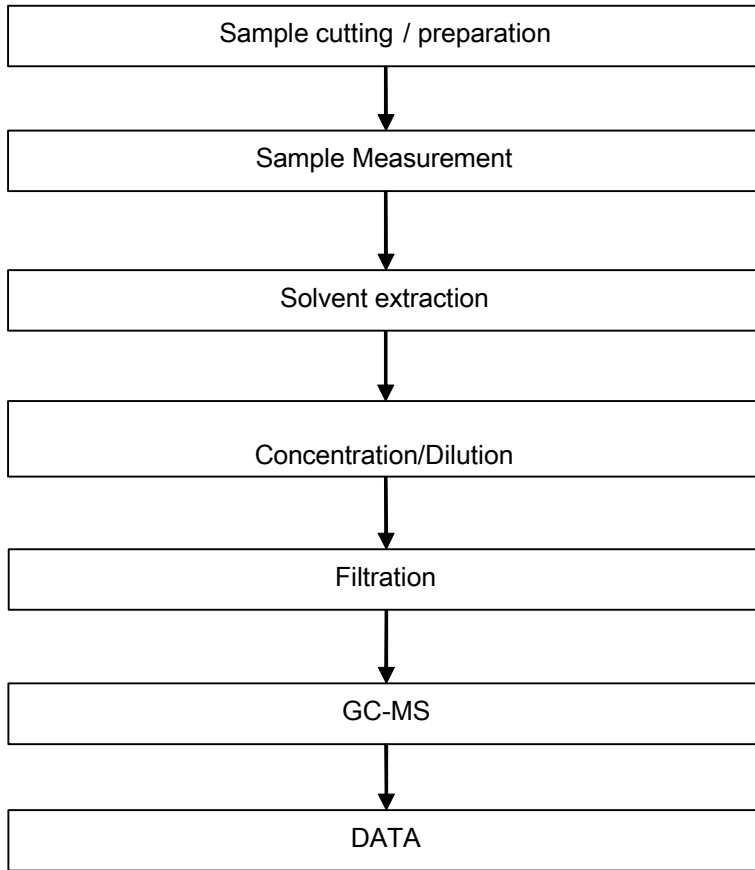 Sample cutting / preparation
Sample Measurement
Solvent extraction
Concentration/Dilution
Filtration
GC-MS
DATA